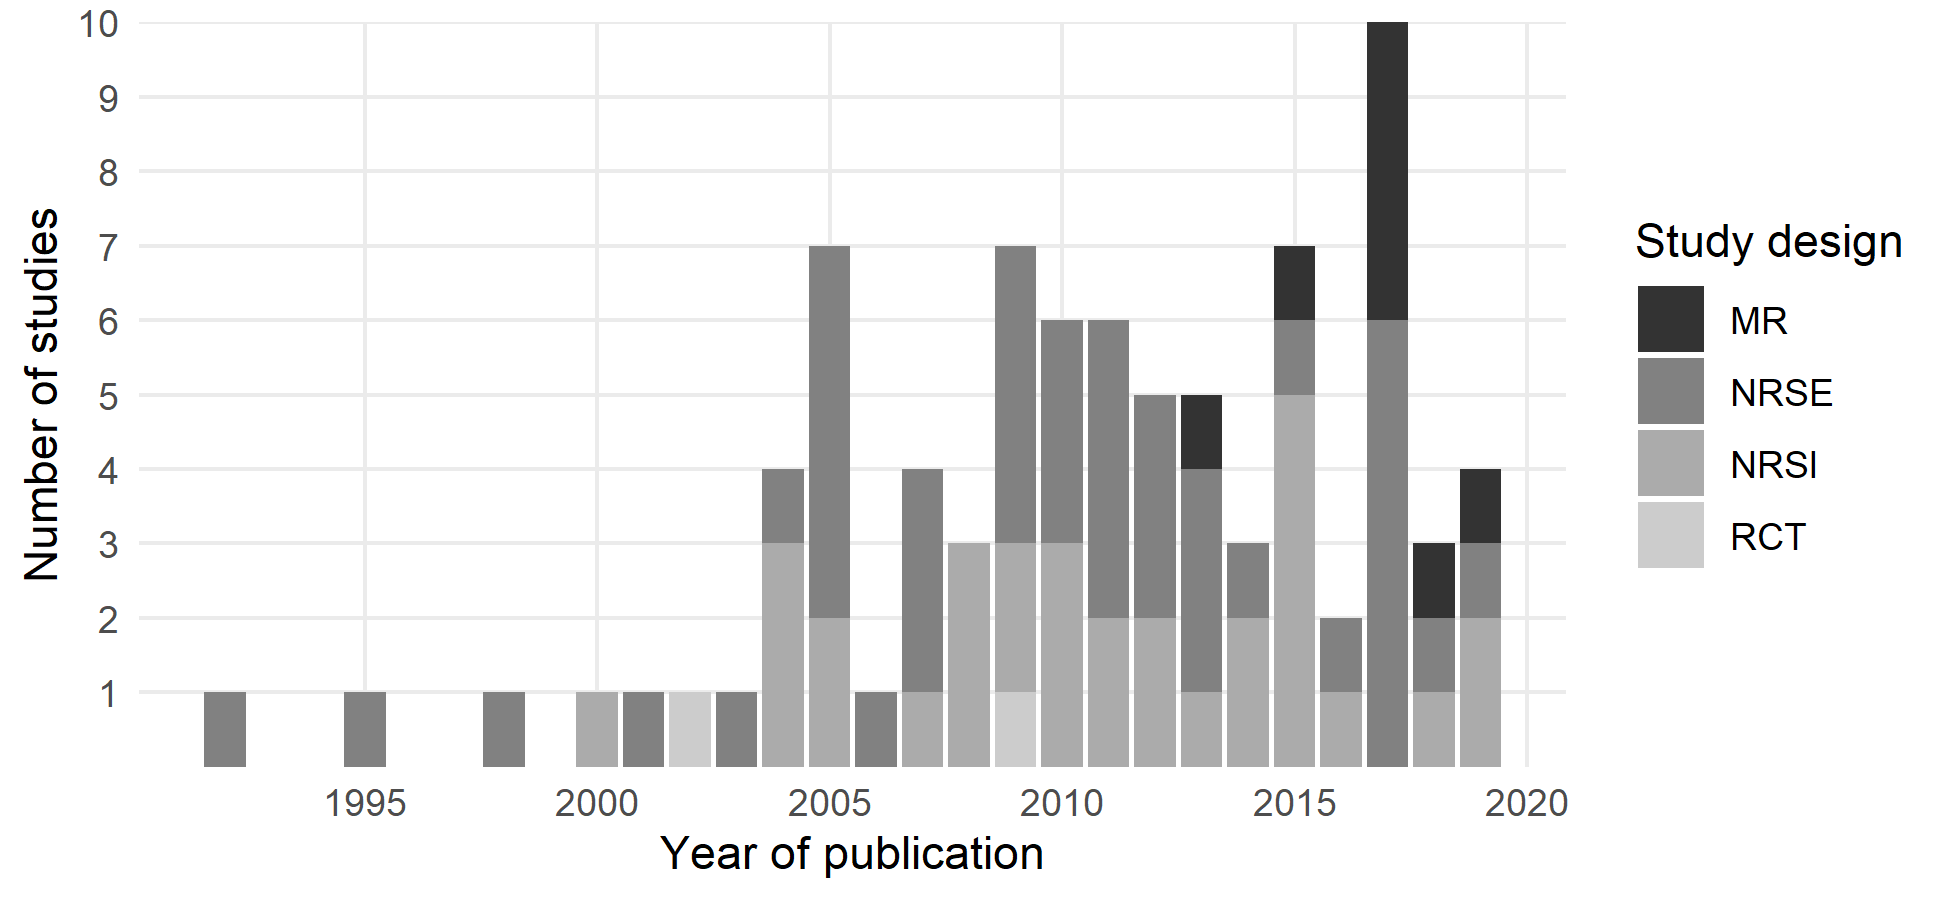 10
9
8
7
6
5
4
3
2
1
Number of studies
1995 2000 2005 2010 2015 2020
Year of publication
Study design
MR
NRSE
NRSI
RCT